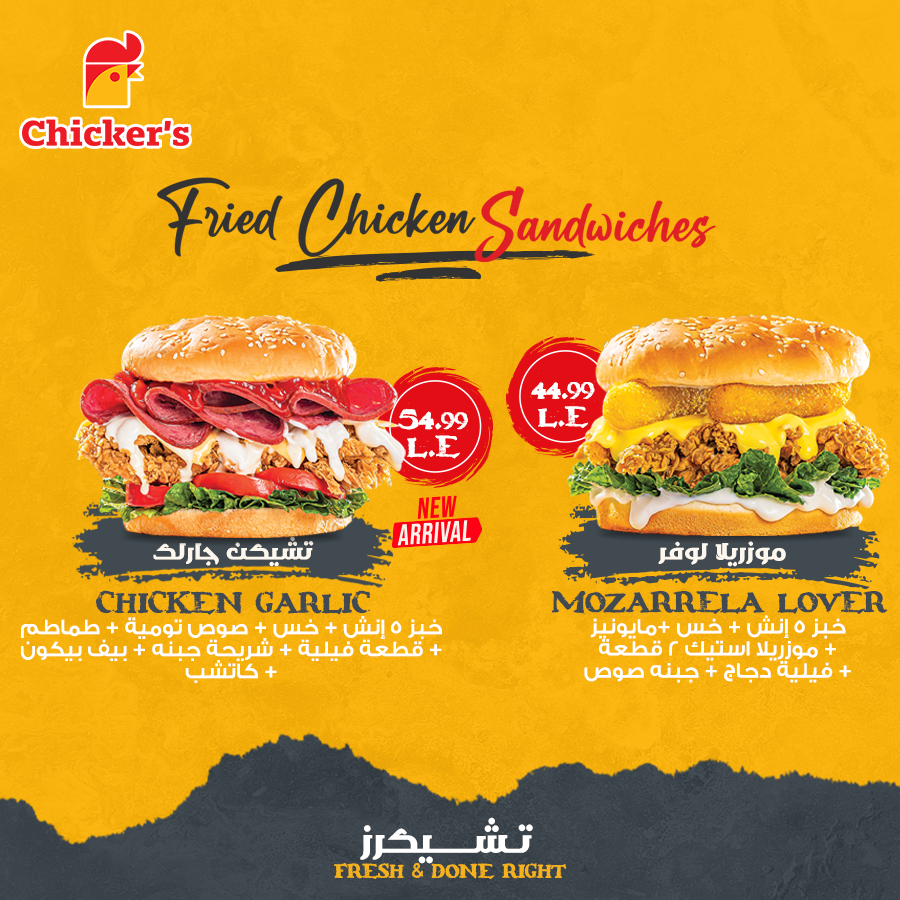 Chicker's
Fried Chicken Sandwiches
54.99
L.E
44.99
L.E
NEW
ARRIVAL
تشيكن جارلك
CHICKEN GARLIC
خبز ٥ إنش + خس + صوص تومية + طماطم
+ قطعة فيلية + شريحة جبنه + بيف بيكون
+ كاتشب
موزريلا لوفر
MOZARRELA LOVER
خبز ٥ إنش + خس +مايونيز
+ موزريلا استيك ٢ قطعة
+ فيلية دجاج + جبنه صوص
تشيكرز
FRESH & DONE RIGHT